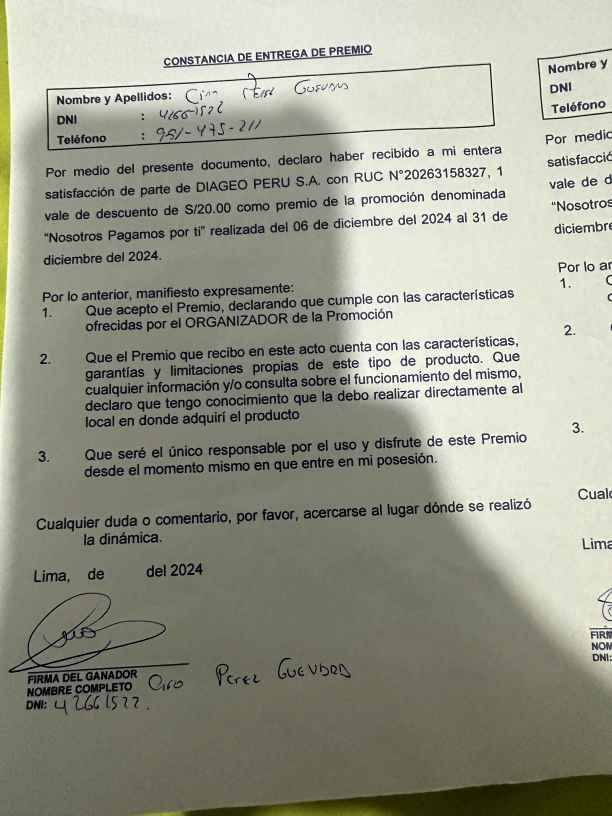 CONSTANCIA DE ENTREGA DE PREMIO
Nombre y Apellidos: Ciro Perez Guevara
DNI : 42661522
Teléfono : 951-475-211
Por medio del presente documento, declaro haber recibido a mi entera
satisfacción de parte de DIAGEO PERU S.A. con RUC N°20263158327, 1
vale de descuento de S/20.00 como premio de la promoción denominada
“Nosotros Pagamos por ti” realizada del 06 de diciembre del 2024 al 31 de
diciembre del 2024.
Por lo anterior, manifiesto expresamente:
1. Que acepto el Premio, declarando que cumple con las características
ofrecidas por el ORGANIZADOR de la Promoción
2. Que el Premio que recibo en este acto cuenta con las características,
garantías y limitaciones propias de este tipo de producto. Que
cualquier información y/o consulta sobre el funcionamiento del mismo,
declaro que tengo conocimiento que la debo realizar directamente al
local en donde adquirí el producto
3. Que seré el único responsable por el uso y disfrute de este Premio
desde el momento mismo en que entre en mi posesión.
Cualquier duda o comentario, por favor, acercarse al lugar dónde se realizó
la dinámica.
Lima, de del 2024
FIRMA DEL GANADOR
NOMBRE COMPLETO Ciro Perez Guevara
DNI: 42661522.
Nombre y
DNI
Teléfono
Por medio
satisfacció
vale de d
“Nosotros
diciembre
Por lo an
1.
2.
3.
Cualq
Lima
FIRM
NOM
DNI: